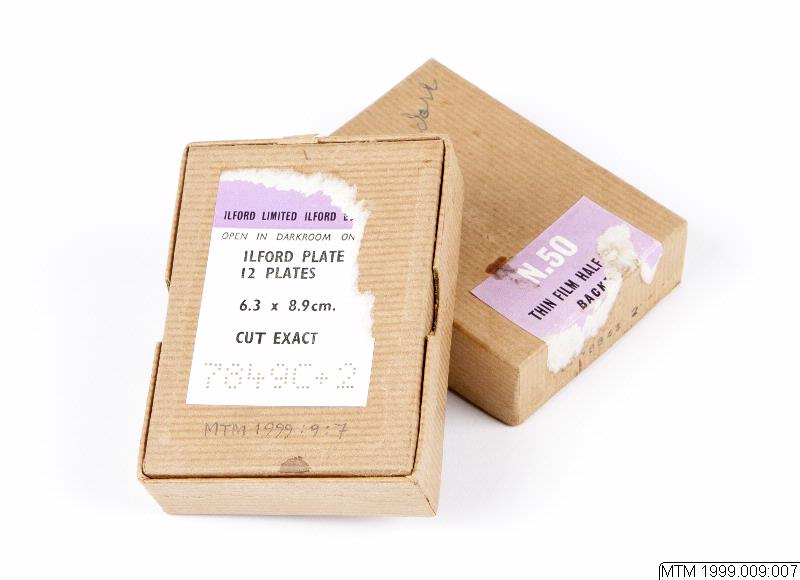 ILFORD LIMITED ILFORD
OPEN IN DARKROOM ON
ILFORD PLATE
12 PLATES
6.3 x 8.9cm.
CUT EXACT
7849C+2
MTM 1999:9:7
N.50
THIN FILM HALF
BACK
MTM 1999.009:007